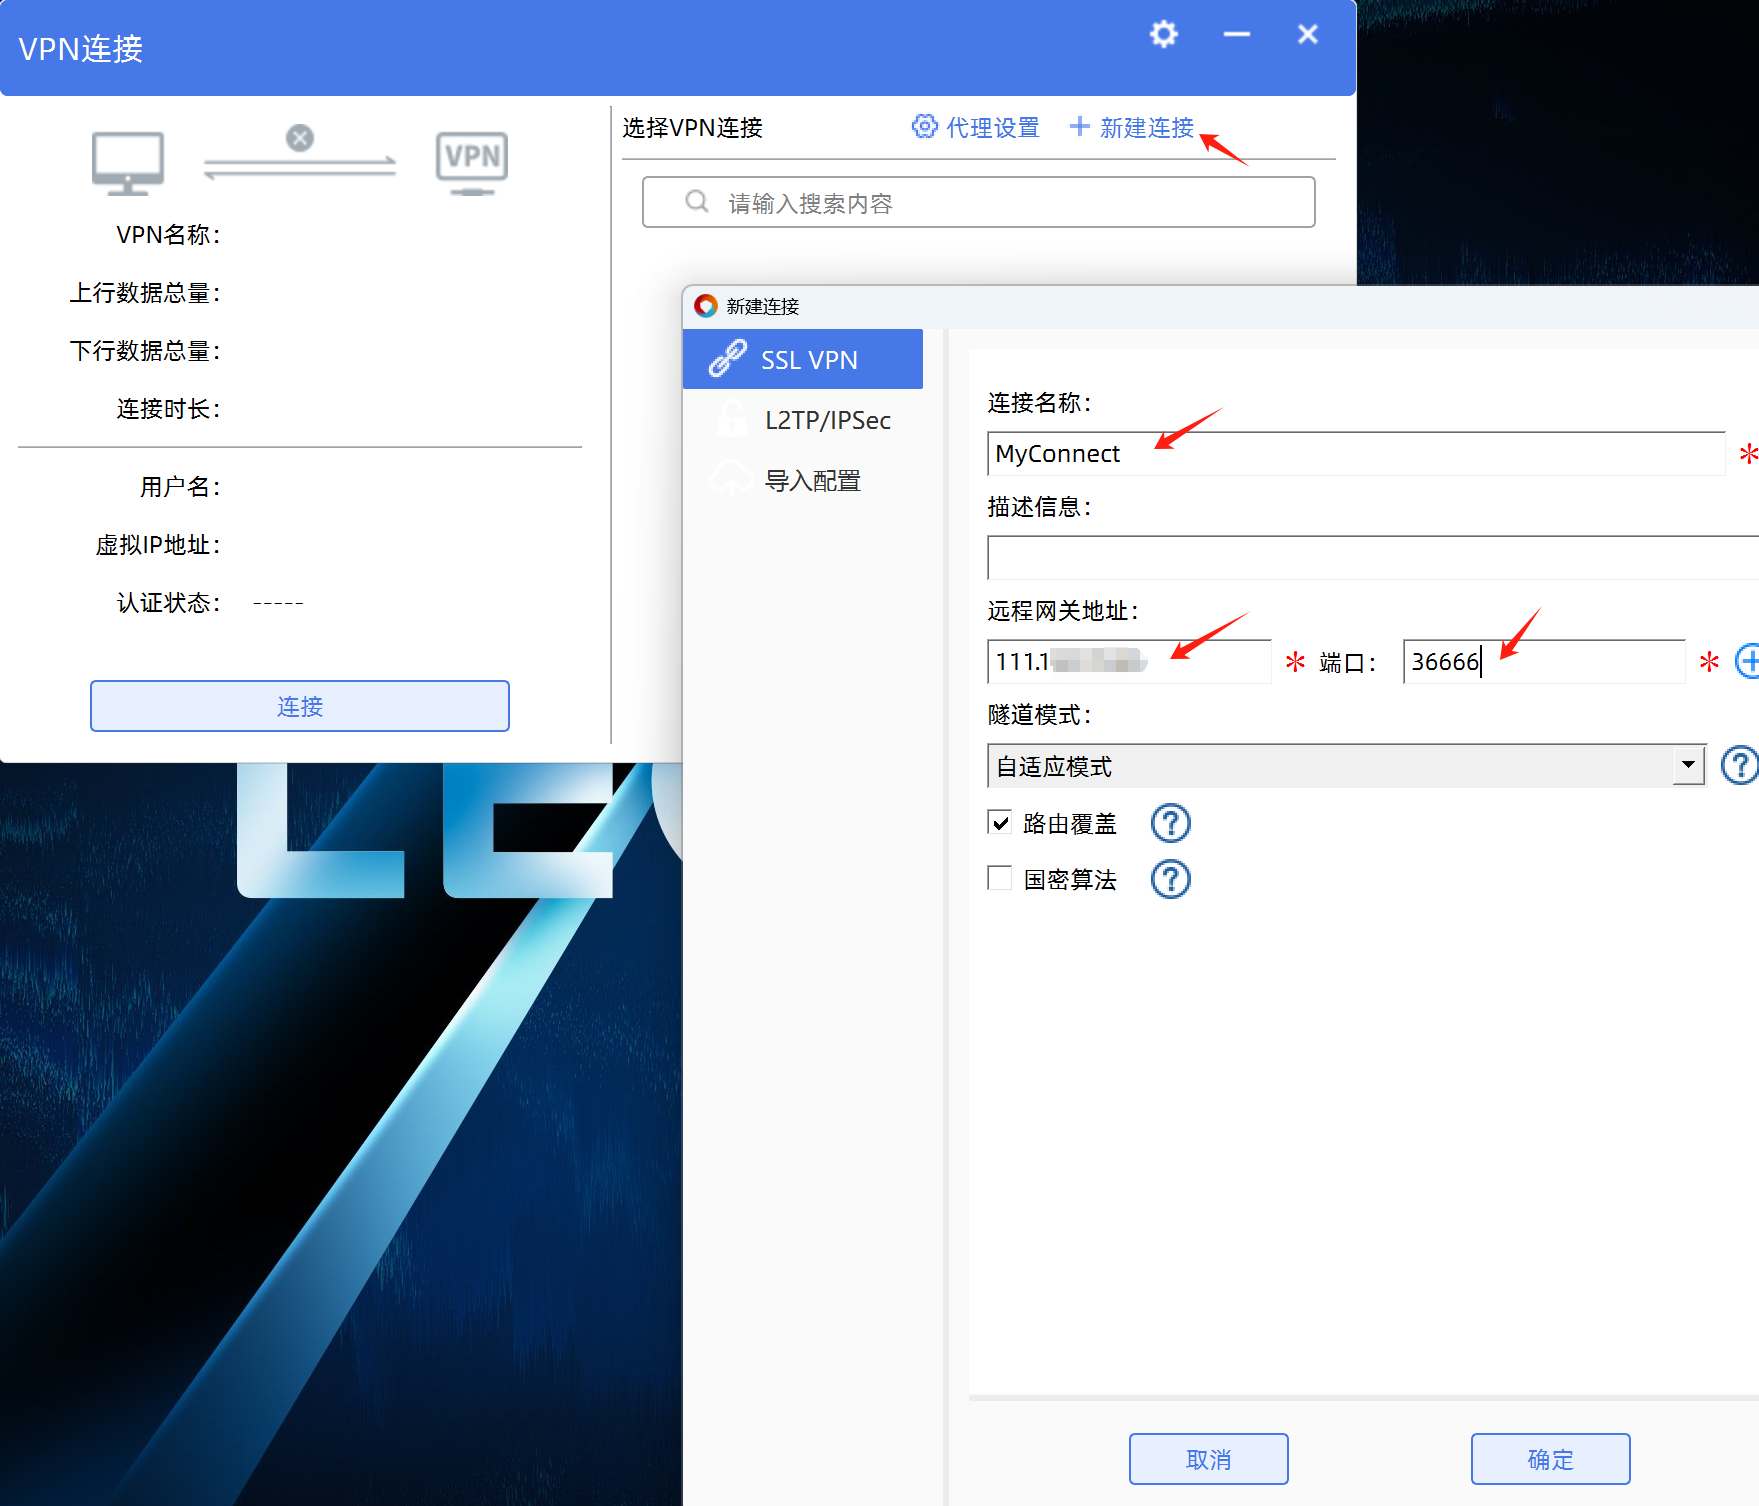 VPN连接
选择VPN连接
代理设置
新建连接
VPN
请输入搜索内容
VPN名称：
上行数据总量：
下行数据总量：
连接时长：
用户名：
虚拟IP地址：
认证状态： -----
连接
新建连接
SSL VPN
L2TP/IPSec
导入配置
连接名称：
MyConnect *
描述信息：
远程网关地址：
111.1 * 端口： 36666 *
隧道模式：
自适应模式
路由覆盖
国密算法
取消
确定
LE